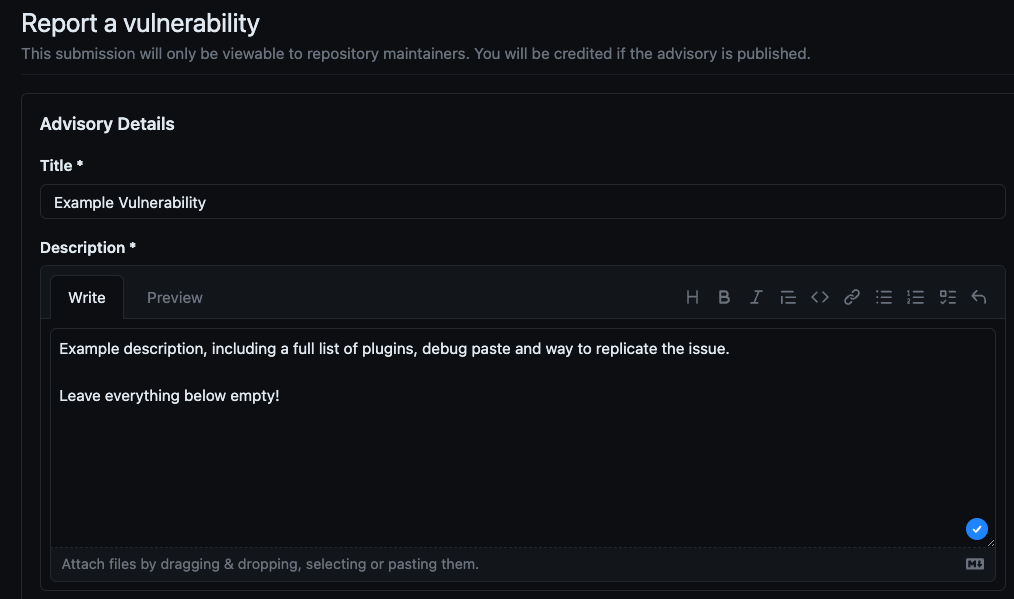 Report a vulnerability
This submission will only be viewable to repository maintainers. You will be credited if the advisory is published.
Advisory Details
Title *
Example Vulnerability
Description *
Write Preview
Example description, including a full list of plugins, debug paste and way to replicate the issue.
Leave everything below empty!
Attach files by dragging & dropping, selecting or pasting them.